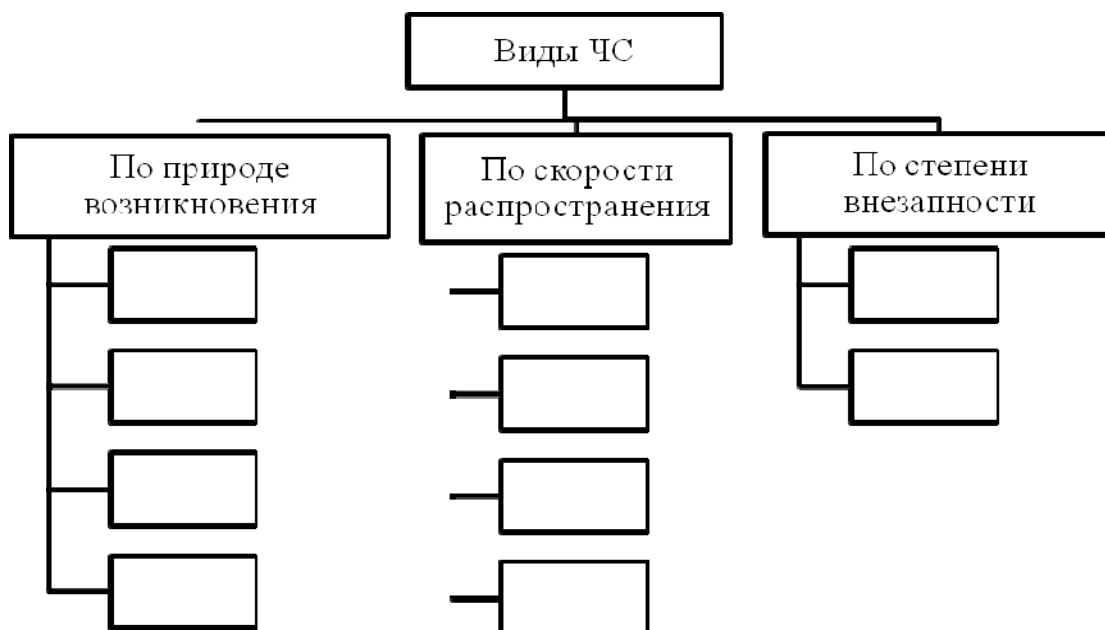 Виды ЧС
По природе
возникновения
По скорости
распространения
По степени
внезапности